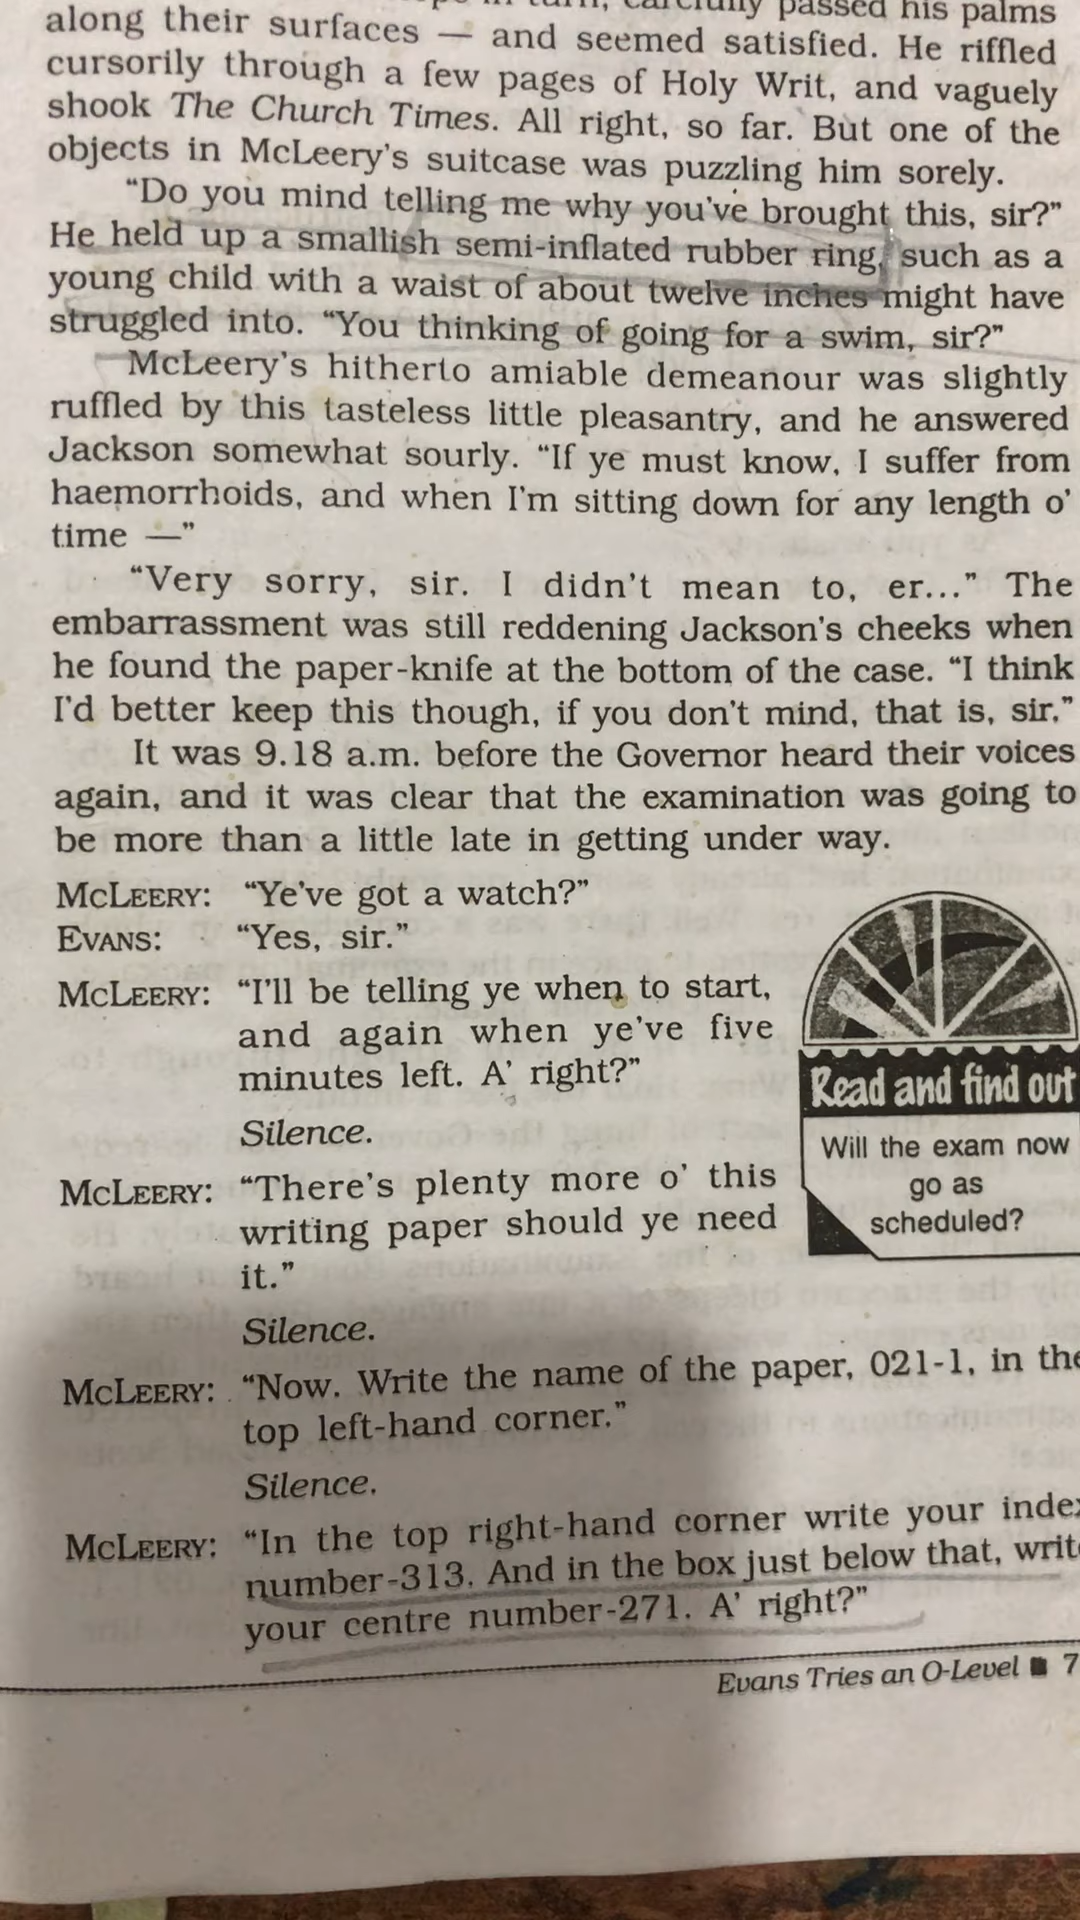 in turn, carefully passed his palms
along their surfaces — and seemed satisfied. He riffled
cursorily through a few pages of Holy Writ, and vaguely
shook The Church Times. All right, so far. But one of the
objects in McLeery's suitcase was puzzling him sorely.
“Do you mind telling me why you've brought this, sir?”
He held up a smallish semi-inflated rubber ring, such as a
young child with a waist of about twelve inches might have
struggled into. “You thinking of going for a swim, sir?”
McLeery's hitherto amiable demeanour was slightly
ruffled by this tasteless little pleasantry, and he answered
Jackson somewhat sourly. “If ye must know, I suffer from
haemorrhoids, and when I'm sitting down for any length o'
time —”
“Very sorry, sir. I didn't mean to, er...” The
embarrassment was still reddening Jackson's cheeks when
he found the paper-knife at the bottom of the case. “I think
I'd better keep this though, if you don't mind, that is, sir.”
It was 9.18 a.m. before the Governor heard their voices
again, and it was clear that the examination was going to
be more than a little late in getting under way.
McLEERY: “Ye've got a watch?”
EVANS: “Yes, sir.”
McLEERY: “I'll be telling ye when to start,
and again when ye've five
minutes left. A' right?”
Silence.
McLEERY: “There's plenty more o' this
writing paper should ye need
it.”
Silence.
McLEERY: “Now. Write the name of the paper, 021-1, in the
top left-hand corner.”
Silence.
McLEERY: “In the top right-hand corner write your index
number-313. And in the box just below that, write
your centre number-271. A' right?”
Read and find out
Will the exam now
go as
scheduled?
Evans Tries an O-Level ■ 7